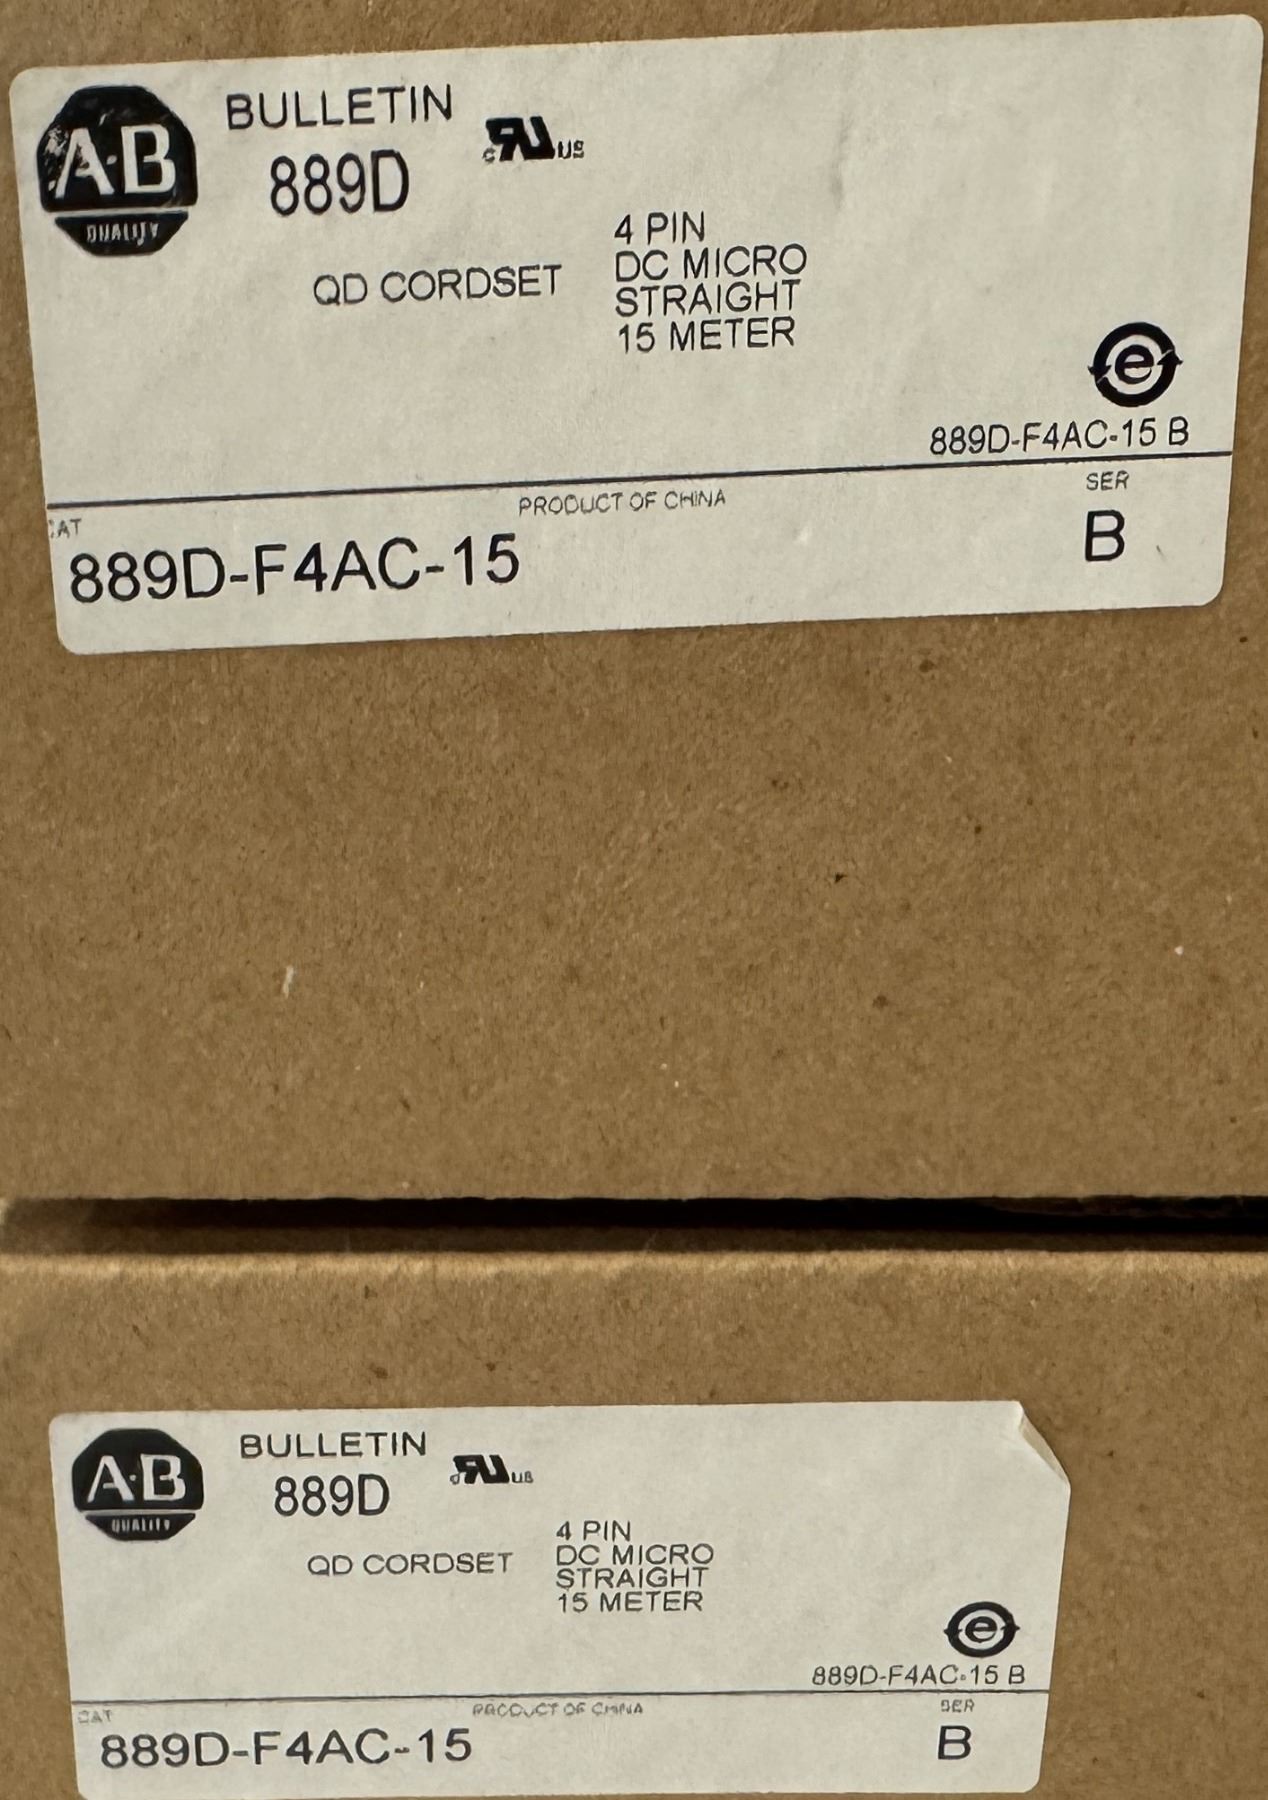 A·B
QUALITY
BULLETIN
889D
c RU US
QD CORDSET
4 PIN
DC MICRO
STRAIGHT
15 METER
e
889D-F4AC-15 B
PRODUCT OF CHINA
SER
CAT
889D-F4AC-15
B
A·B
QUALITY
BULLETIN
889D
c RU US
QD CORDSET
4 PIN
DC MICRO
STRAIGHT
15 METER
e
889D-F4AC-15 B
PRODUCT OF CHINA
SER
CAT
889D-F4AC-15
B